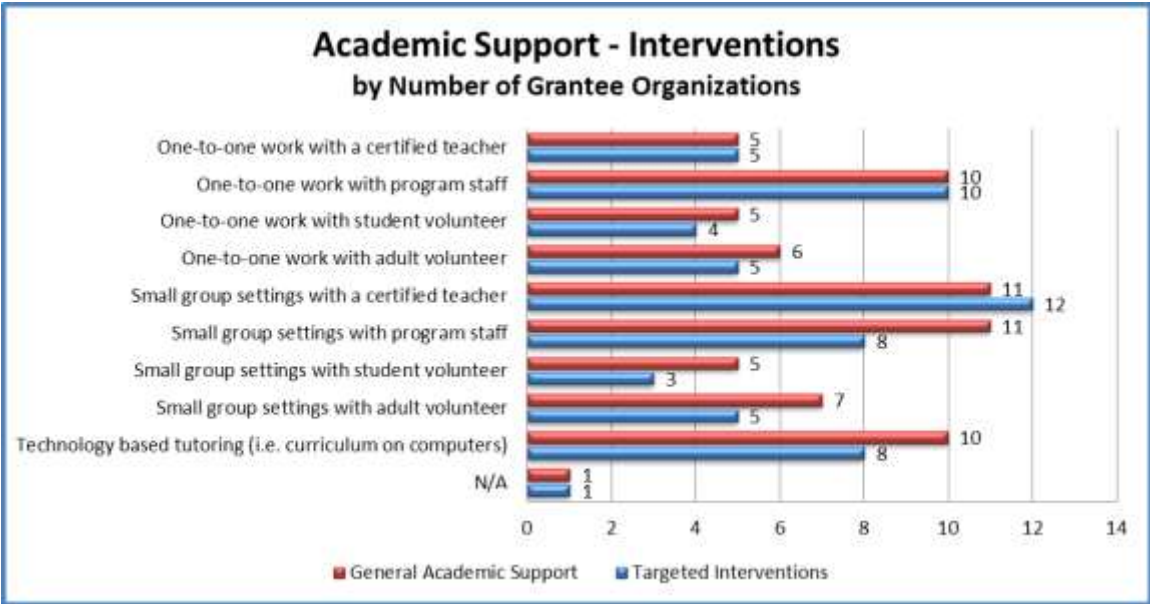 Academic Support - Interventions
by Number of Grantee Organizations
One-to-one work with a certified teacher
5
5
One-to-one work with program staff
10
10
One-to-one work with student volunteer
5
4
One-to-one work with adult volunteer
6
5
Small group settings with a certified teacher
11
12
Small group settings with program staff
11
8
Small group settings with student volunteer
5
3
Small group settings with adult volunteer
7
5
Technology based tutoring (i.e. curriculum on computers)
10
8
N/A
1
1
0 2 4 6 8 10 12 14
General Academic Support Targeted Interventions